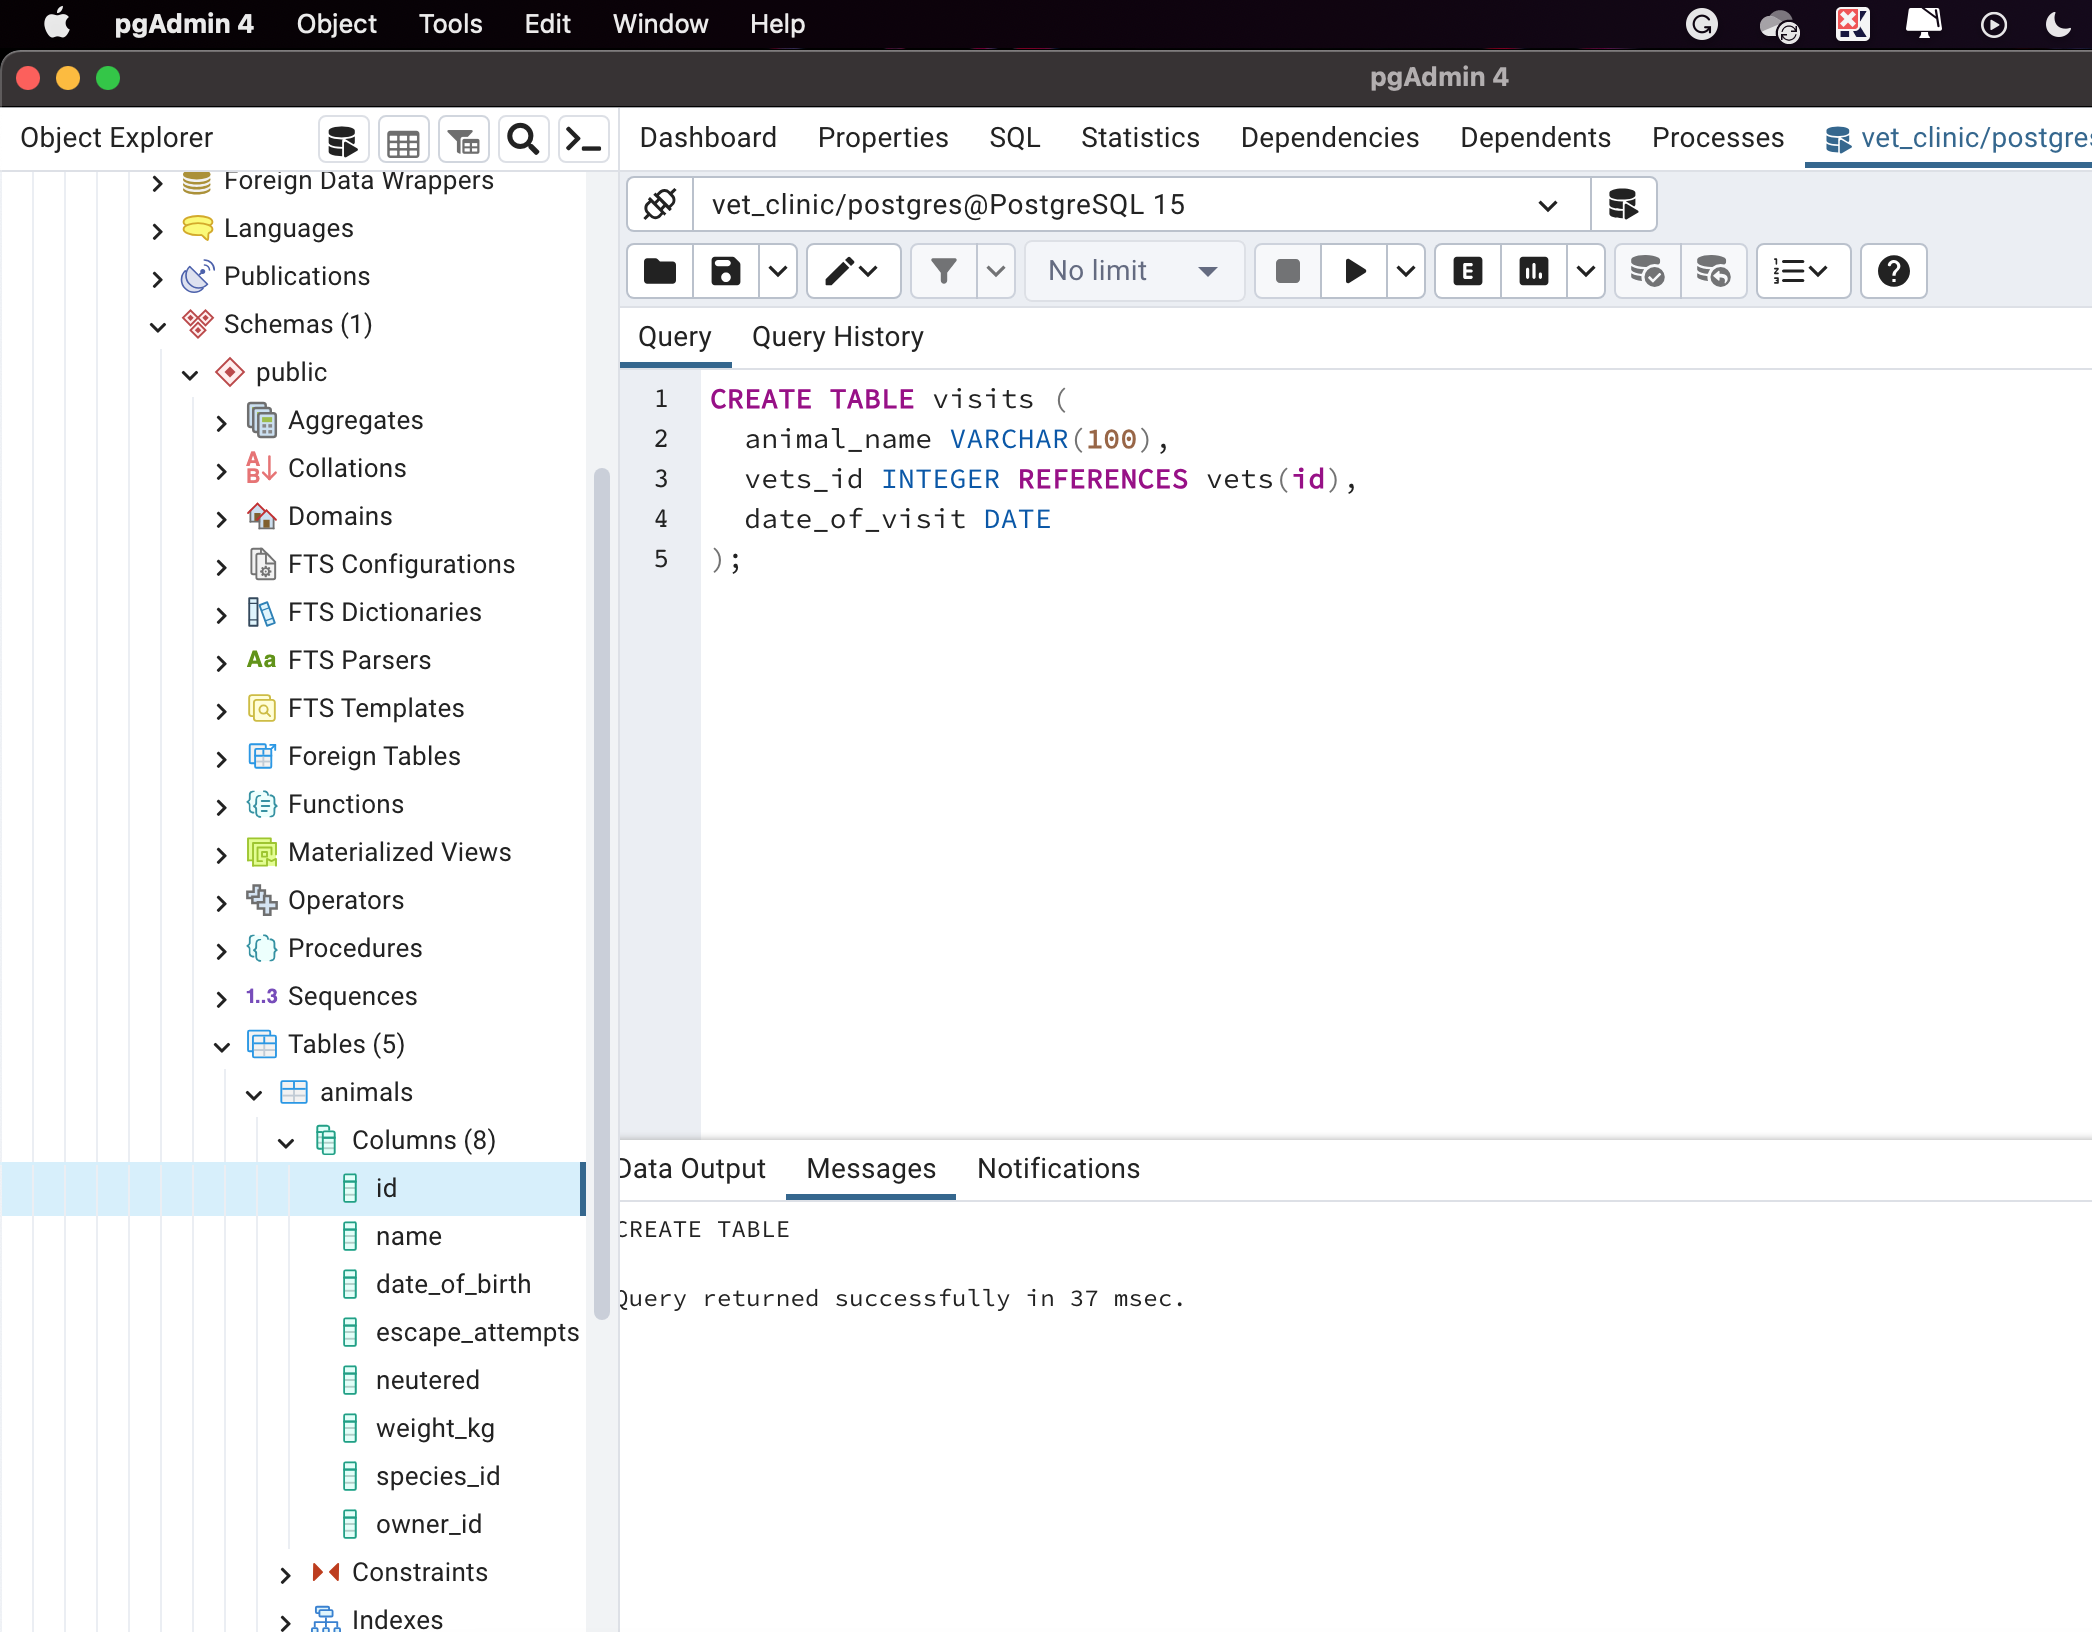 pgAdmin 4 Object Tools Edit Window Help
pgAdmin 4
Object Explorer
Dashboard Properties SQL Statistics Dependencies Dependents Processes vet_clinic/postgres
Foreign Data Wrappers
Languages
Publications
Schemas (1)
public
Aggregates
Collations
Domains
FTS Configurations
FTS Dictionaries
Aa FTS Parsers
FTS Templates
Foreign Tables
Functions
Materialized Views
Operators
Procedures
1..3 Sequences
Tables (5)
animals
Columns (8)
id
name
date_of_birth
escape_attempts
neutered
weight_kg
species_id
owner_id
Constraints
Indexes
vet_clinic/postgres@PostgreSQL 15
No limit
E
Query Query History
1 CREATE TABLE visits (
2 animal_name VARCHAR(100),
3 vets_id INTEGER REFERENCES vets(id),
4 date_of_visit DATE
5 );
Data Output Messages Notifications
CREATE TABLE
Query returned successfully in 37 msec.